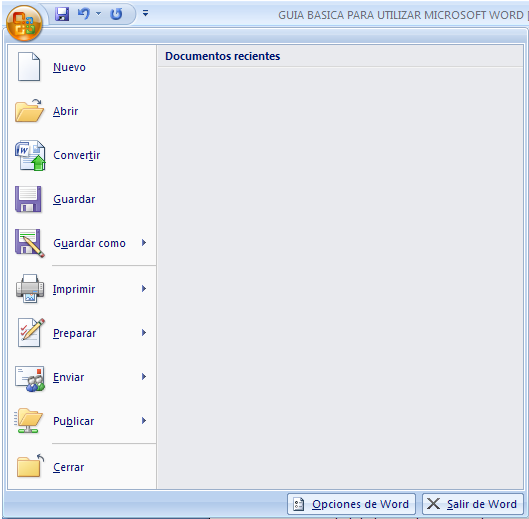 GUIA BASICA PARA UTILIZAR MICROSOFT WORD [
Documentos recientes
Nuevo
Abrir
Convertir
Guardar
Guardar como
Imprimir
Preparar
Enviar
Publicar
Cerrar
Opciones de Word
Salir de Word